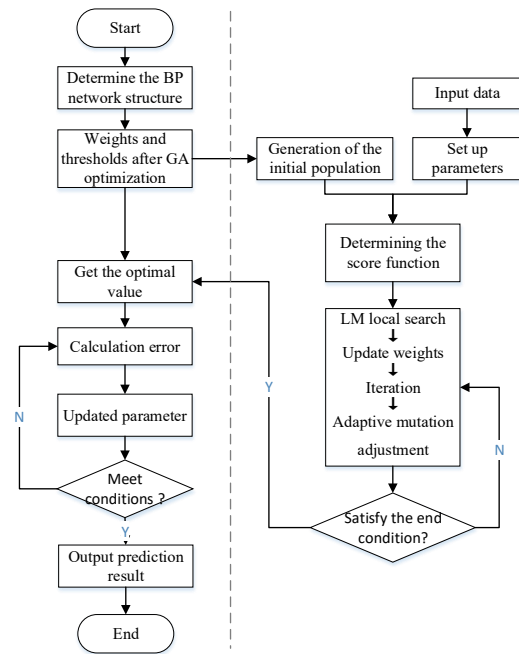 Start
Determine the BP
network structure
Weights and
thresholds after GA
optimization
Get the optimal
value
Calculation error
N
Updated parameter
Meet
conditions ?
Y
Output prediction
result
End
Input data
Generation of the
initial population
Set up
parameters
Determining the
score function
LM local search
Update weights
Iteration
Adaptive mutation
adjustment
Y
N
Satisfy the end
condition?